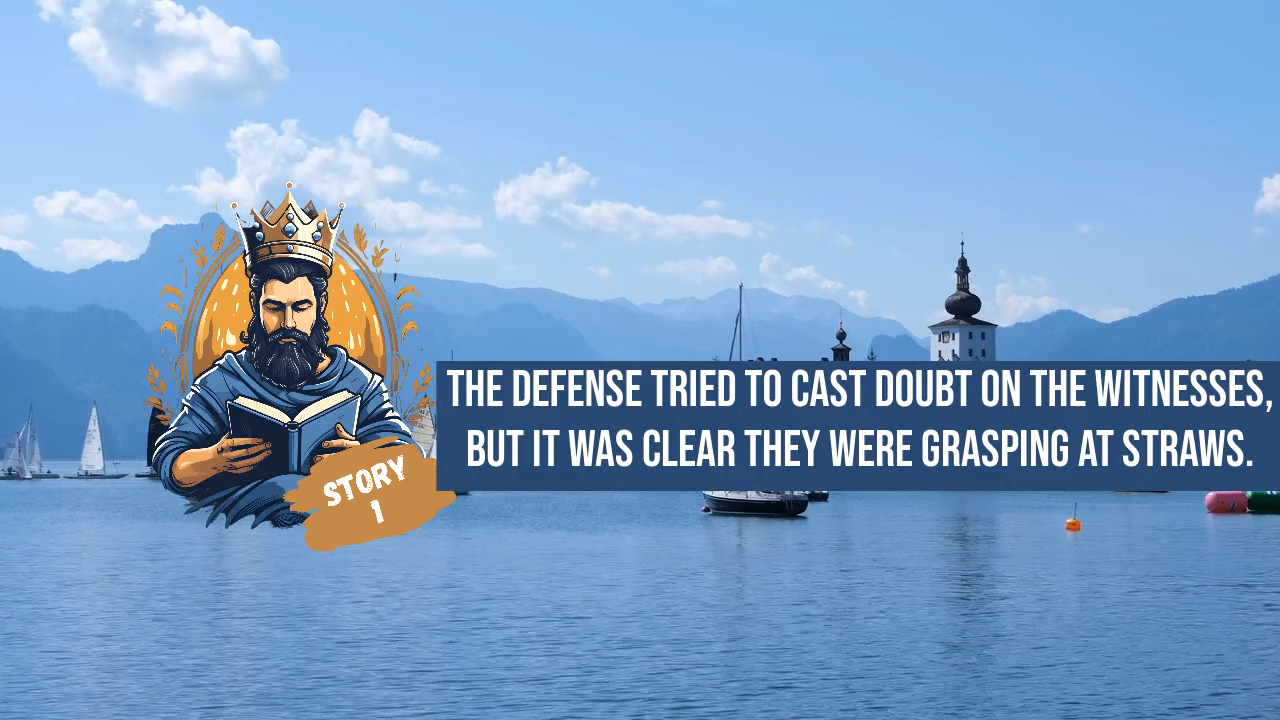 THE DEFENSE TRIED TO CAST DOUBT ON THE WITNESSES,
BUT IT WAS CLEAR THEY WERE GRASPING AT STRAWS.
STORY
1